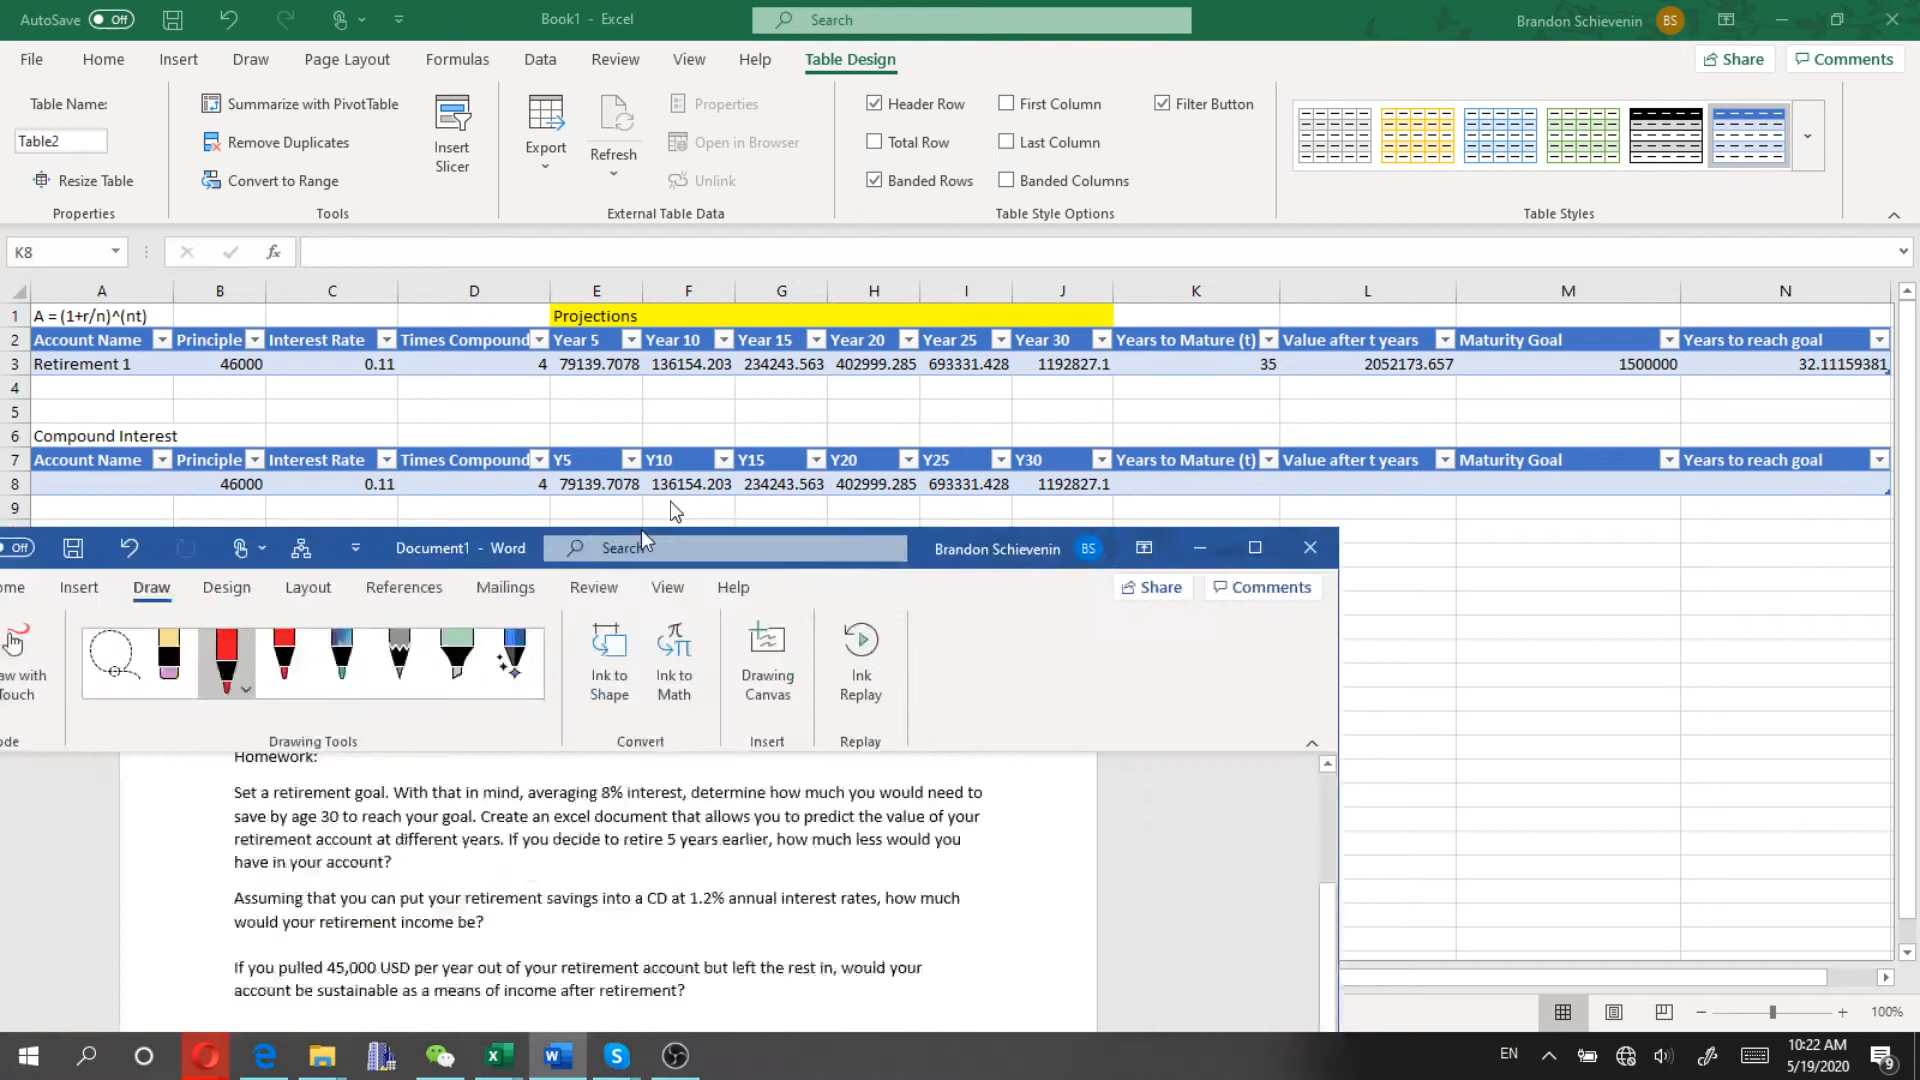 AutoSave Off Book1 - Excel Search Brandon Schievenin BS
File Home Insert Draw Page Layout Formulas Data Review View Help Table Design Share Comments
Table Name:
Table2
Resize Table
Properties
Summarize with PivotTable
Remove Duplicates
Convert to Range
Insert
Slicer
Tools
Export
Refresh
Properties
Open in Browser
Unlink
External Table Data
Header Row First Column Filter Button
Total Row Last Column
Banded Rows Banded Columns
Table Style Options
Table Styles
K8 fx
A B C D E F G H I J K L M N
1 A = (1+r/n)^(nt) Projections
2 Account Name Principle Interest Rate Times Compound Year 5 Year 10 Year 15 Year 20 Year 25 Year 30 Years to Mature (t) Value after t years Maturity Goal Years to reach goal
3 Retirement 1 46000 0.11 4 79139.7078 136154.203 234243.563 402999.285 693331.428 1192827.1 35 2052173.657 1500000 32.11159381
4
5
6 Compound Interest
7 Account Name Principle Interest Rate Times Compound Y5 Y10 Y15 Y20 Y25 Y30 Years to Mature (t) Value after t years Maturity Goal Years to reach goal
8 46000 0.11 4 79139.7078 136154.203 234243.563 402999.285 693331.428 1192827.1
9
Off Document1 - Word Search Brandon Schievenin BS
ome Insert Draw Design Layout References Mailings Review View Help Share Comments
aw with
Touch
ode
Drawing Tools
Ink to
Shape
Ink to
Math
Convert
Drawing
Canvas
Insert
Ink
Replay
Replay
Homework:
Set a retirement goal. With that in mind, averaging 8% interest, determine how much you would need to
save by age 30 to reach your goal. Create an excel document that allows you to predict the value of your
retirement account at different years. If you decide to retire 5 years earlier, how much less would you
have in your account?
Assuming that you can put your retirement savings into a CD at 1.2% annual interest rates, how much
would your retirement income be?
If you pulled 45,000 USD per year out of your retirement account but left the rest in, would your
account be sustainable as a means of income after retirement?
100%
EN
10:22 AM
5/19/2020
9